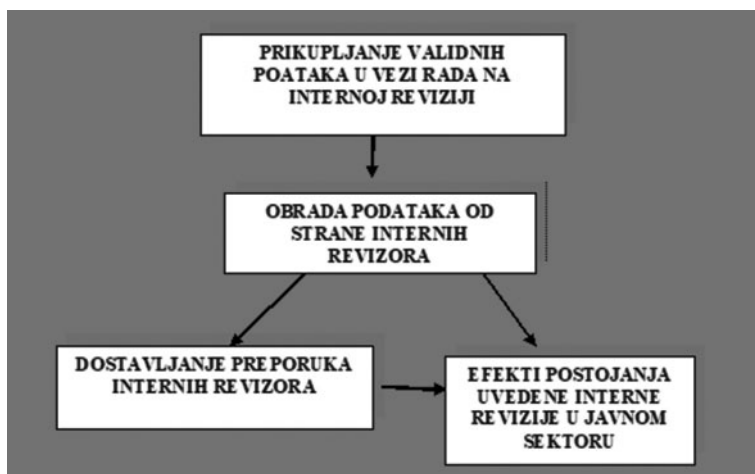 PRIKUPLJANJE VALIDNIH
POATAKA U VEZI RADA NA
INTERNOJ REVIZIJI
OBRADA PODATAKA OD
STRANE INTERNIH
REVIZORA
DOSTAVLJANJE PREPORUKA
INTERNIH REVIZORA
EFEKTI POSTOJANJA
UVEDENE INTERNE
REVIZIJE U JAVNOM
SEKTORU